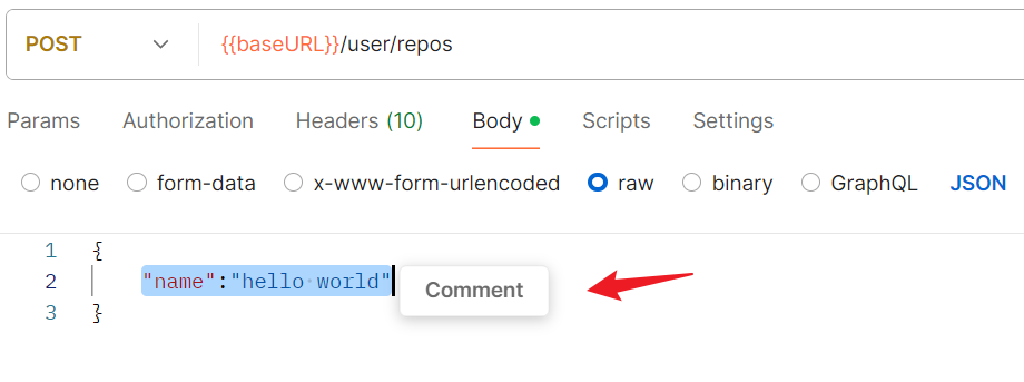 POST {{baseURL}}/user/repos
Params Authorization Headers (10) Body Scripts Settings
none form-data x-www-form-urlencoded raw binary GraphQL JSON
1 {
2 "name":"hello world" Comment
3 }